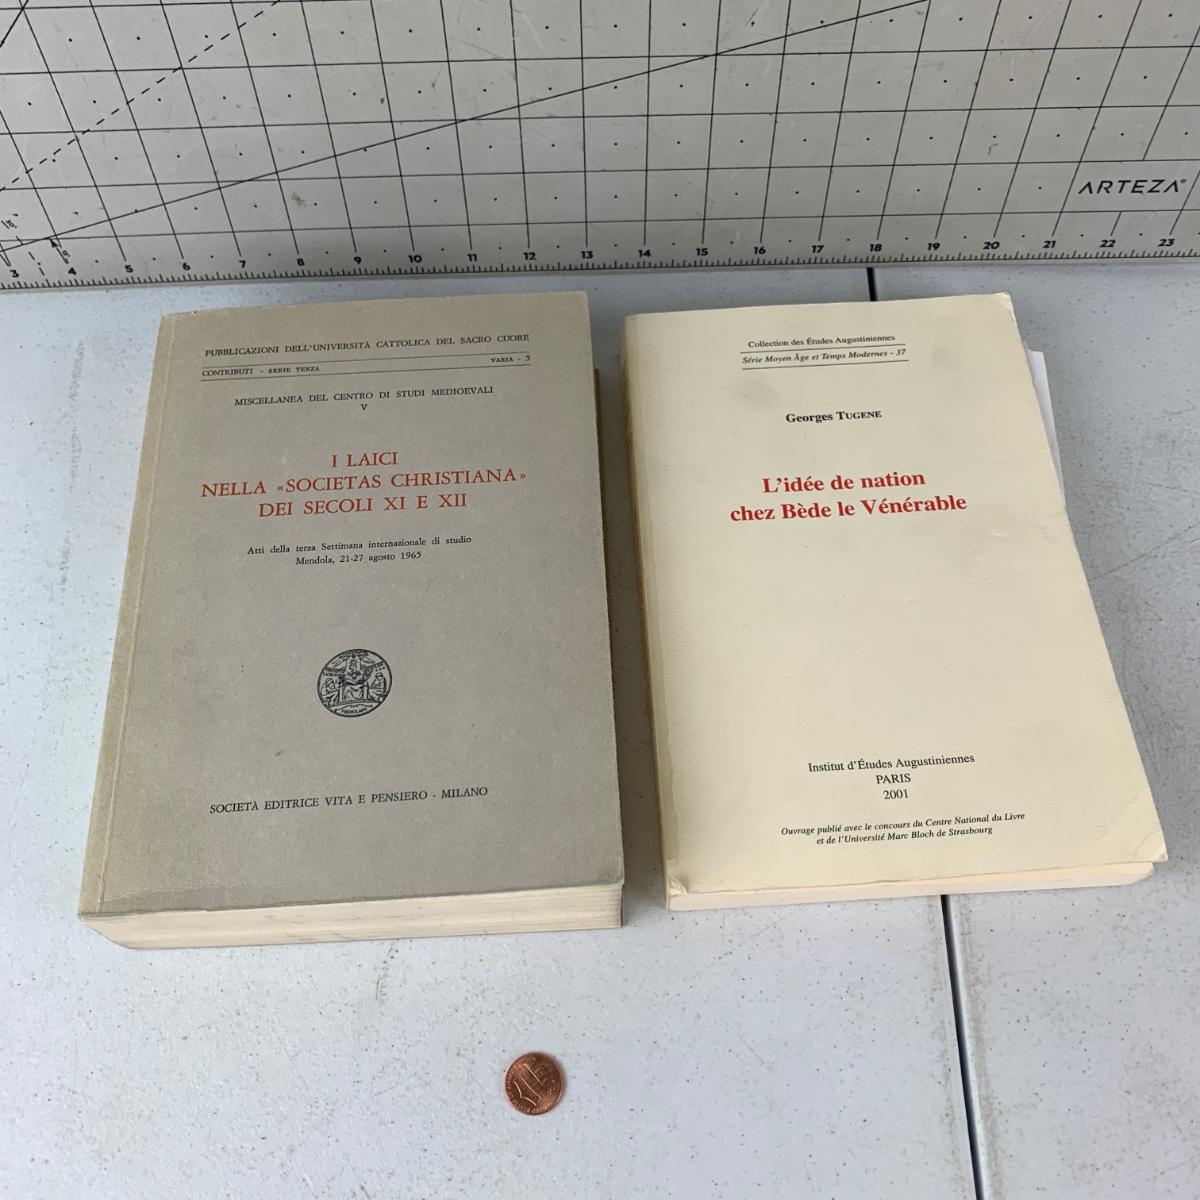 ARTEZA®
3 4 5 6 7 8 9 10 11 12 13 14 15 16 17 18 19 20 21 22 23
PUBBLICAZIONI DELL'UNIVERSITÀ CATTOLICA DEL SACRO CUORE
CONTRIBUTI - SERIE TERZA VARIA - 5
MISCELLANEA DEL CENTRO DI STUDI MEDIOEVALI
V
I LAICI
NELLA «SOCIETAS CHRISTIANA»
DEI SECOLI XI E XII
Atti della terza Settimana internazionale di studio
Mendola, 21-27 agosto 1965
SOCIETÀ EDITRICE VITA E PENSIERO - MILANO
Collection des Études Augustiniennes
Série Moyen Âge et Temps Modernes - 37
Georges TUGENE
L'idée de nation
chez Bède le Vénérable
Institut d'Études Augustiniennes
PARIS
2001
Ouvrage publié avec le concours du Centre National du Livre
et de l'Université Marc Bloch de Strasbourg